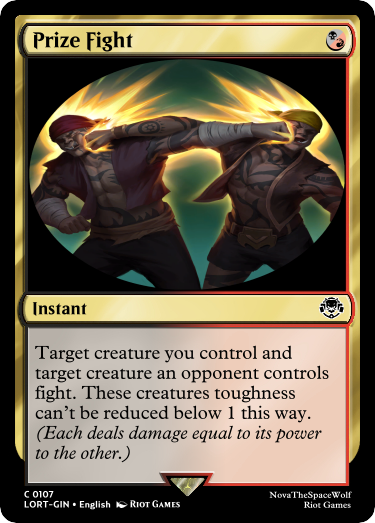 Prize Fight
Instant
Target creature you control and
target creature an opponent controls
fight. These creatures toughness
can't be reduced below 1 this way.
(Each deals damage equal to its power
to the other.)
C 0107
LORT-GIN • English Riot Games
NovaTheSpaceWolf
Riot Games